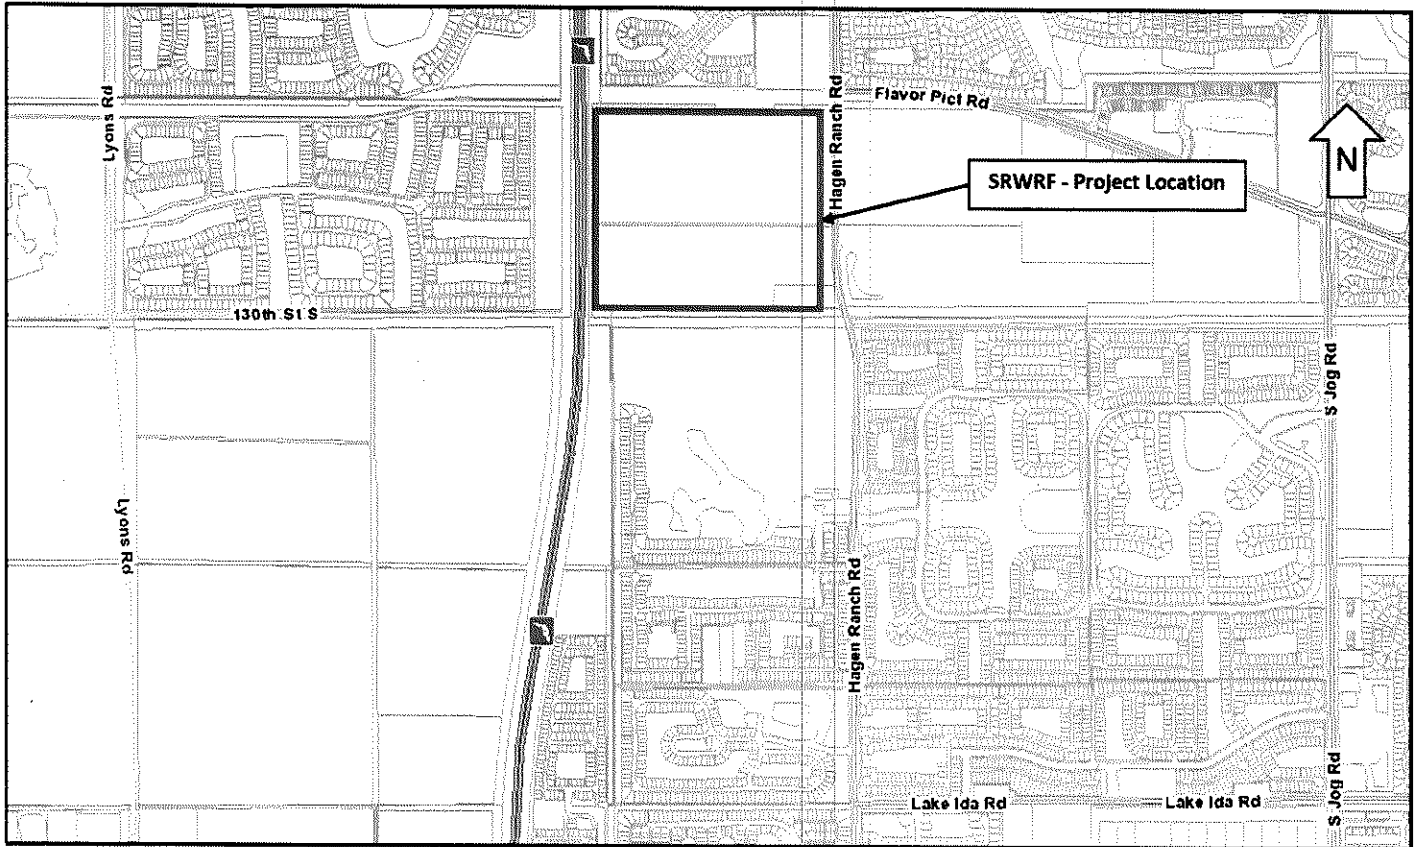 Lyons Rd
Hagen Ranch Rd
Flavor Pict Rd
N
SRWRF - Project Location
130th St S
S Jog Rd
Lyons Rd
Hagen Ranch Rd
Lake Ida Rd
Lake Ida Rd
S Jog Rd